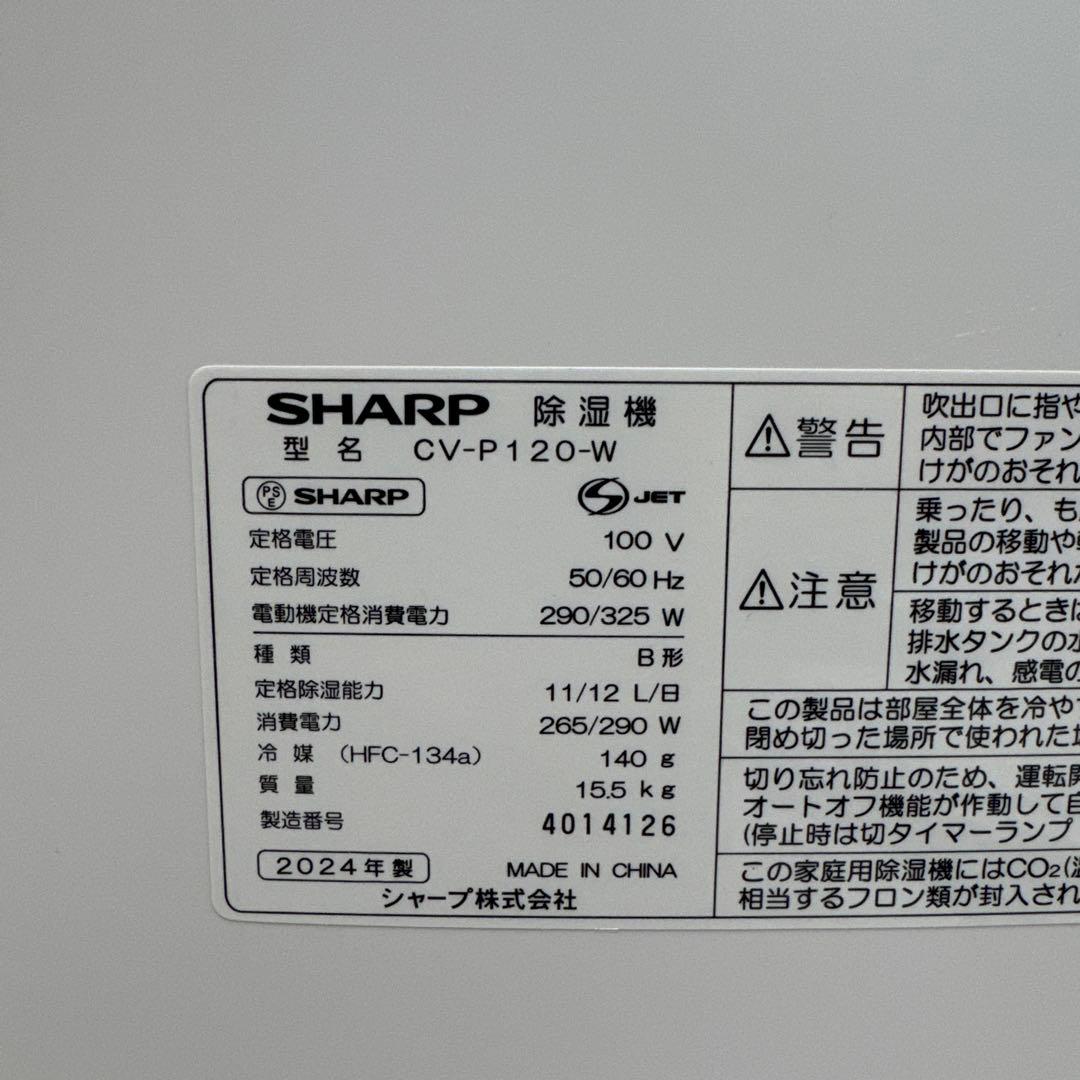 SHARP 除湿機
型名 CV-P120-W
PSE SHARP
S JET
定格電圧 100 V
定格周波数 50/60 Hz
電動機定格消費電力 290/325 W
種類 B形
定格除湿能力 11/12 L/日
消費電力 265/290 W
冷媒 (HFC-134a) 140 g
質量 15.5 kg
製造番号 4014126
2024年製 MADE IN CHINA
シャープ株式会社
⚠警告
吹出口に指や
内部でファン
けがのおそれ
⚠注意
乗ったり、も
製品の移動や
けがのおそれが
移動するときは
排水タンクの水
水漏れ、感電の
この製品は部屋全体を冷や
閉め切った場所で使われた
切り忘れ防止のため、運転開
オートオフ機能が作動して自
(停止時は切タイマーランプ
この家庭用除湿機にはCO₂(温
相当するフロン類が封入され